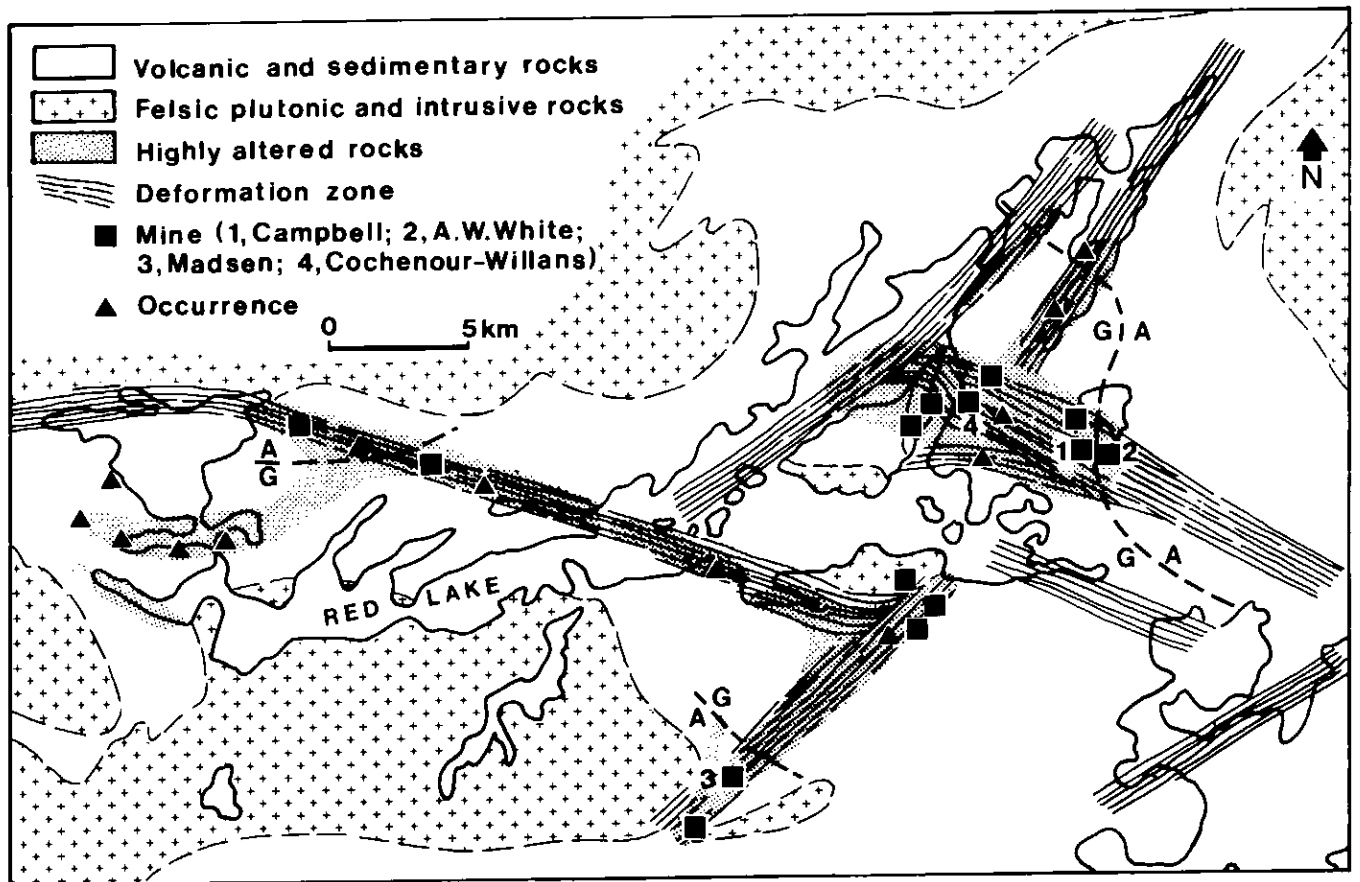 Volcanic and sedimentary rocks
Felsic plutonic and intrusive rocks
Highly altered rocks
Deformation zone
Mine (1,Campbell; 2,A.W.White;
3,Madsen; 4,Cochenour-Willans)
Occurrence
0 5km
N
G A
4
1 2
A
G
G A
RED LAKE
G
A
3